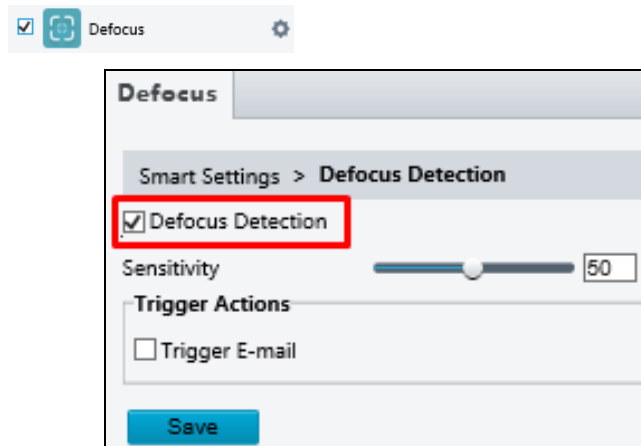 Defocus
Defocus
Smart Settings > Defocus Detection
Defocus Detection
Sensitivity 50
Trigger Actions
Trigger E-mail
Save